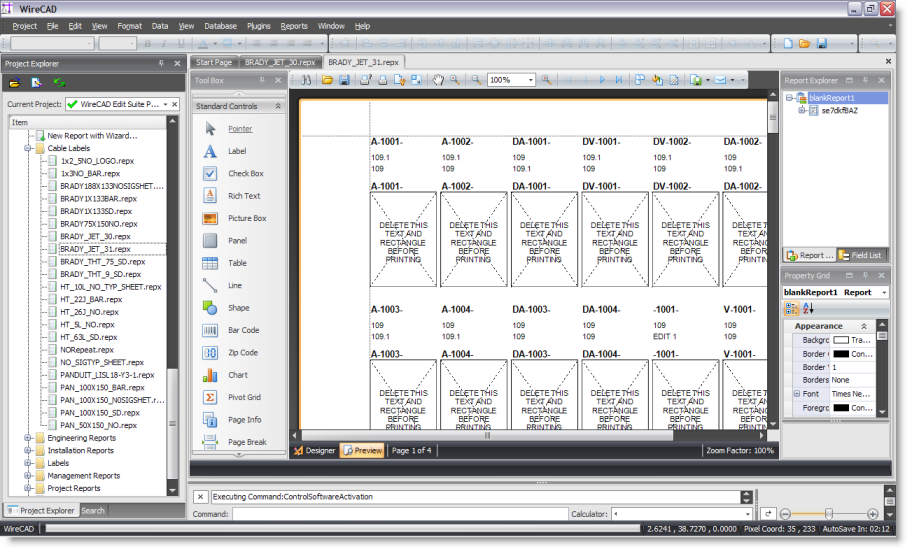 WireCAD
Project File Edit View Format Data View Database Plugins Reports Window Help
B I U A
Project Explorer
Current Project: WireCAD Edit Suite P...
Item
New Report with Wizard...
Cable Labels
1x2_5NO_LOGO.repx
1x3NO_BAR.repx
BRADY188X133NOSIGSHET....
BRADY1X133BAR.repx
BRADY1X133SD.repx
BRADY75X150NO.repx
BRADY_JET_30.repx
BRADY_JET_31.repx
BRADY_THT_75_SD.repx
BRADY_THT_9_SD.repx
HT_10L_NO_TYP_SHEET.repx
HT_22J_BAR.repx
HT_26J_NO.repx
HT_5L_NO.repx
HT_63L_SD.repx
NORepeat.repx
NO_SIGTYP_SHEET.repx
PANDUIT_LISL18-Y3-1.repx
PAN_100X150_BAR.repx
PAN_100X150_N0SIGSHET.r...
PAN_100X150_SD.repx
PAN_50X150_NO.repx
Engineering Reports
Installation Reports
Labels
Management Reports
Project Reports
Project Explorer Search
Start Page BRADY_JET_30.repx BRADY_JET_31.repx
Tool Box
Standard Controls
Pointer
Label
Check Box
Rich Text
Picture Box
Panel
Table
Line
Shape
Bar Code
Zip Code
Chart
Pivot Grid
Page Info
Page Break
100%
A-1001- A-1002- DA-1001- DV-1001- DV-1002- DA-1002-
109.1 109.1 109 109 109.1 109
109 109 109 109 109 109
A-1001- A-1002- DA-1001- DV-1001- DV-1002- DA-1002-
DELETE THIS DELETE THIS DELETE THIS DELETE THIS DELETE THIS DELETE TH
TEXT AND TEXT AND TEXT AND TEXT AND TEXT AND TEXT AND
RECTANGLE RECTANGLE RECTANGLE RECTANGLE RECTANGLE RECTANGL
BEFORE BEFORE BEFORE BEFORE BEFORE BEFORE
PRINTING PRINTING PRINTING PRINTING PRINTING PRINTING
A-1003- A-1004- DA-1003- DA-1004- -1001- V-1001-
109 109 109 109 109 109
109.1 109.1 109 109 EDIT 1 109
A-1003- A-1004- DA-1003- DA-1004- -1001- V-1001-
DELETE THIS DELETE THIS DELETE THIS DELETE THIS DELETE THIS DELETE TH
TEXT AND TEXT AND TEXT AND TEXT AND TEXT AND TEXT AND
RECTANGLE RECTANGLE RECTANGLE RECTANGLE RECTANGLE RECTANGL
BEFORE BEFORE BEFORE BEFORE BEFORE BEFORE
PRINTING PRINTING PRINTING PRINTING PRINTING PRINTING
Designer Preview Page 1 of 4 Zoom Factor: 100%
Report Explorer
blankReport1
se7dkfBAZ
Report ... Field List
Property Grid
blankReport1 Report
Appearance
Backgro Tra...
Border Con...
Border 1
Borders None
Font Times Ne...
Foregro Con...
Executing Command:ControlSoftwareActivation
Command: Calculator:
WireCAD 2.6241 , 38.7270 , 0.0000 Pixel Coord: 35 , 233 AutoSave In: 02:12